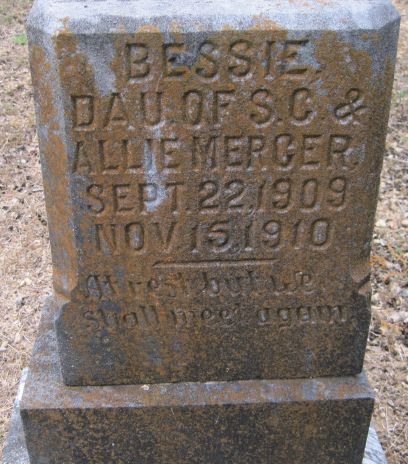 BESSIE,
DAU. OF S.C. &
ALLIE MERCER.
SEPT. 22, 1909
NOV. 15, 1910
At rest but we
shall meet again